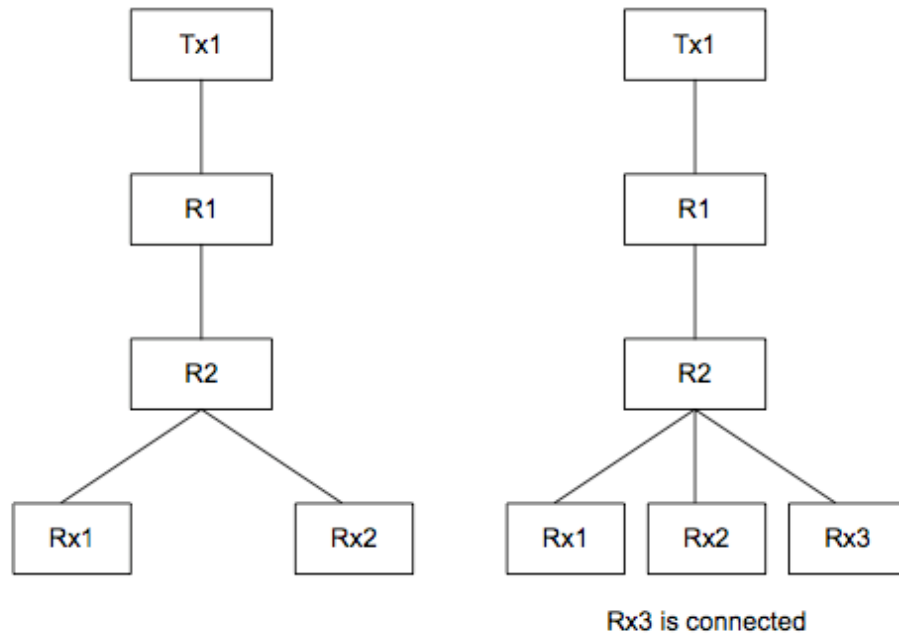 Tx1
R1
R2
Rx1
Rx2
Tx1
R1
R2
Rx1
Rx2
Rx3
Rx3 is connected